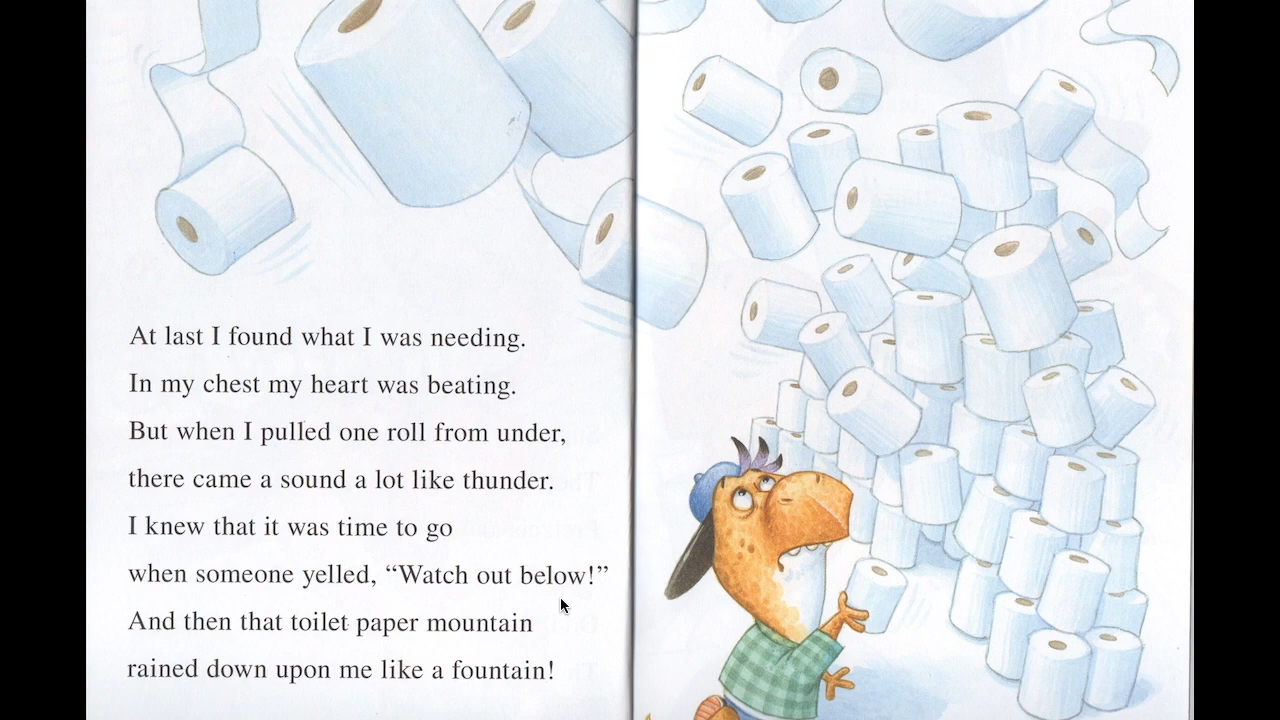 At last I found what I was needing.
In my chest my heart was beating.
But when I pulled one roll from under,
there came a sound a lot like thunder.
I knew that it was time to go
when someone yelled, “Watch out below!”
And then that toilet paper mountain
rained down upon me like a fountain!